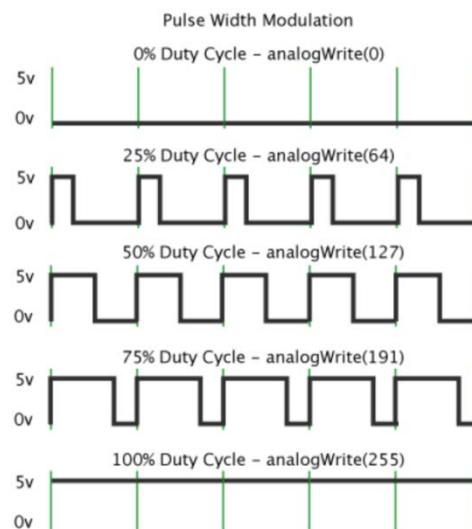 Pulse Width Modulation
0% Duty Cycle – analogWrite(0)
5v
0v
25% Duty Cycle – analogWrite(64)
5v
0v
50% Duty Cycle – analogWrite(127)
5v
0v
75% Duty Cycle – analogWrite(191)
5v
0v
100% Duty Cycle – analogWrite(255)
5v
0v